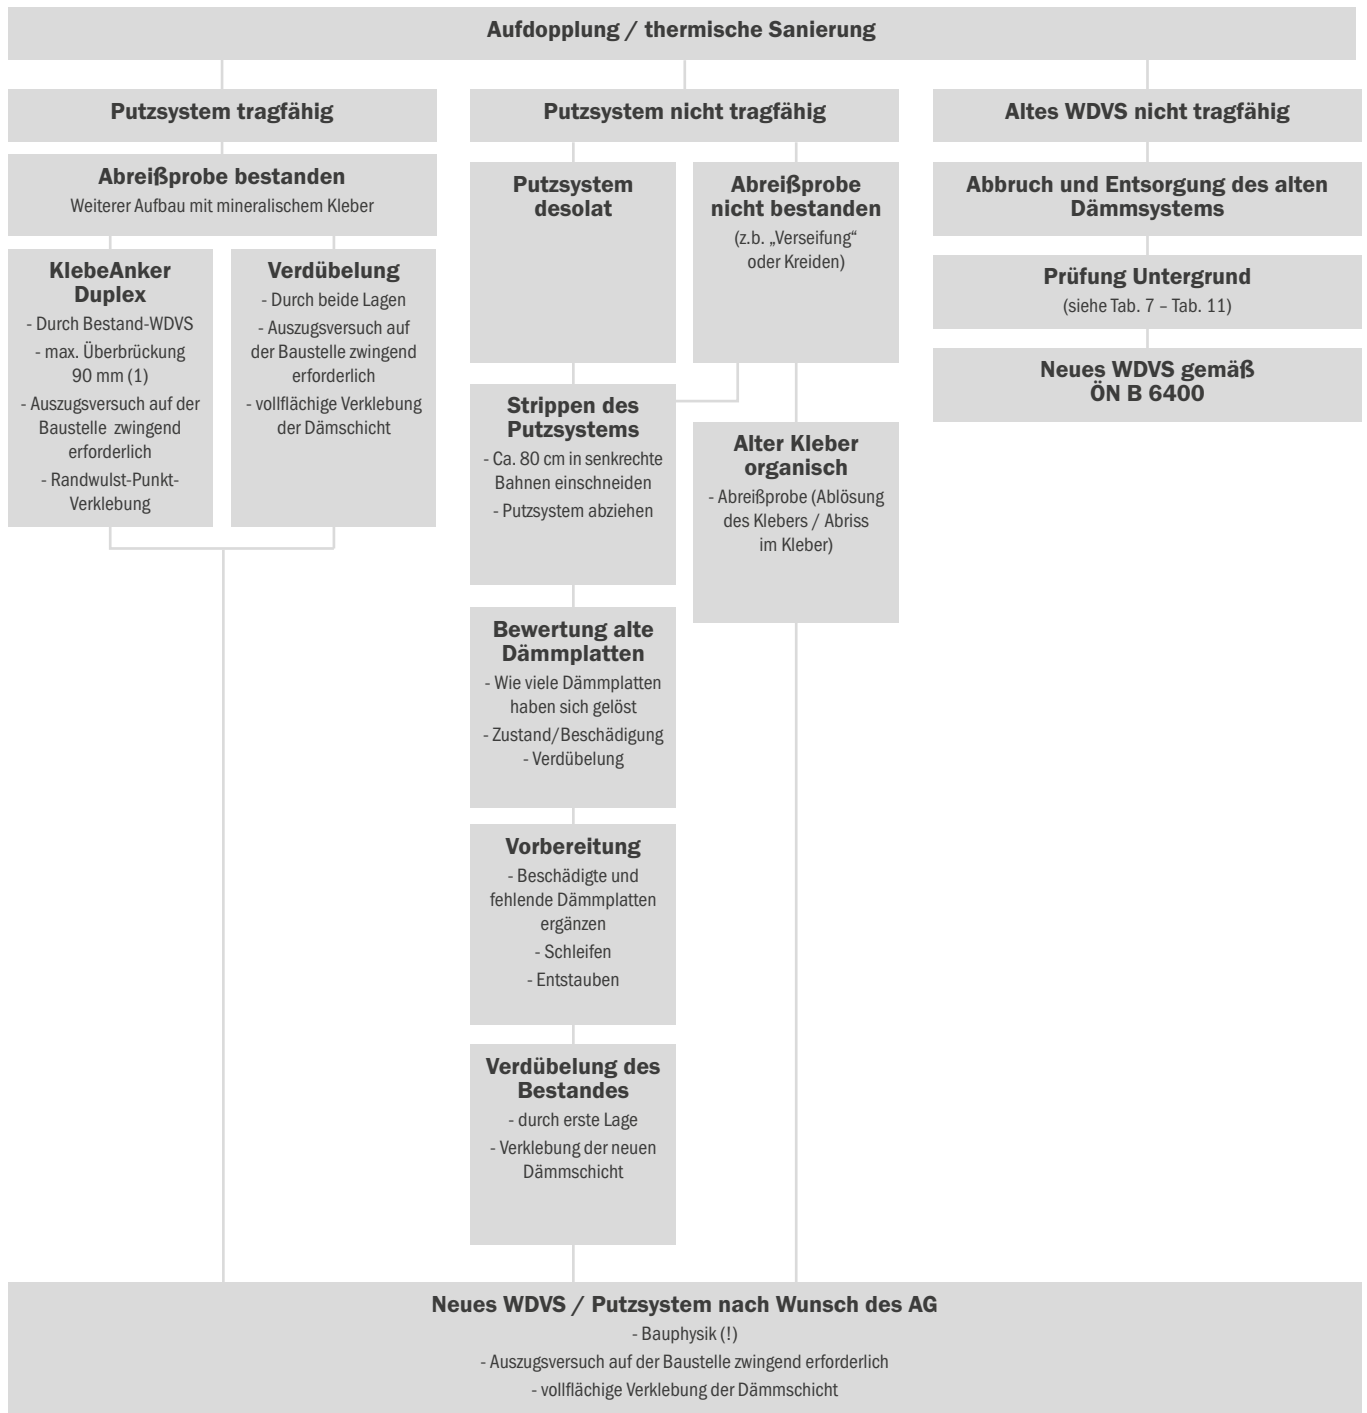 Aufdopplung / thermische Sanierung
Putzsystem tragfähig
Abreißprobe bestanden
Weiterer Aufbau mit mineralischem Kleber
KlebeAnker
Duplex
- Durch Bestand-WDVS
- max. Überbrückung
90 mm (1)
- Auszugsversuch auf der
Baustelle zwingend
erforderlich
- Randwulst-Punkt-
Verklebung
Verdübelung
- Durch beide Lagen
- Auszugsversuch auf
der Baustelle zwingend
erforderlich
- vollflächige Verklebung
der Dämschicht
Putzsystem nicht tragfähig
Putzsystem
desolat
Abreißprobe
nicht bestanden
(z.b. „Verseifung“
oder Kreiden)
Strippen des
Putzsystems
- Ca. 80 cm in senkrechte
Bahnen einschneiden
- Putzsystem abziehen
Alter Kleber
organisch
- Abreißprobe (Ablösung
des Klebers / Abriss
im Kleber)
Bewertung alte
Dämmplatten
- Wie viele Dämmplatten
haben sich gelöst
- Zustand/Beschädigung
- Verdübelung
Vorbereitung
- Beschädigte und
fehlende Dämmplatten
ergänzen
- Schleifen
- Entstauben
Verdübelung des
Bestandes
- durch erste Lage
- Verklebung der neuen
Dämmschicht
Altes WDVS nicht tragfähig
Abbruch und Entsorgung des alten
Dämmsystems
Prüfung Untergrund
(siehe Tab. 7 – Tab. 11)
Neues WDVS gemäß
ÖN B 6400
Neues WDVS / Putzsystem nach Wunsch des AG
- Bauphysik (!)
- Auszugsversuch auf der Baustelle zwingend erforderlich
- vollflächige Verklebung der Dämmschicht